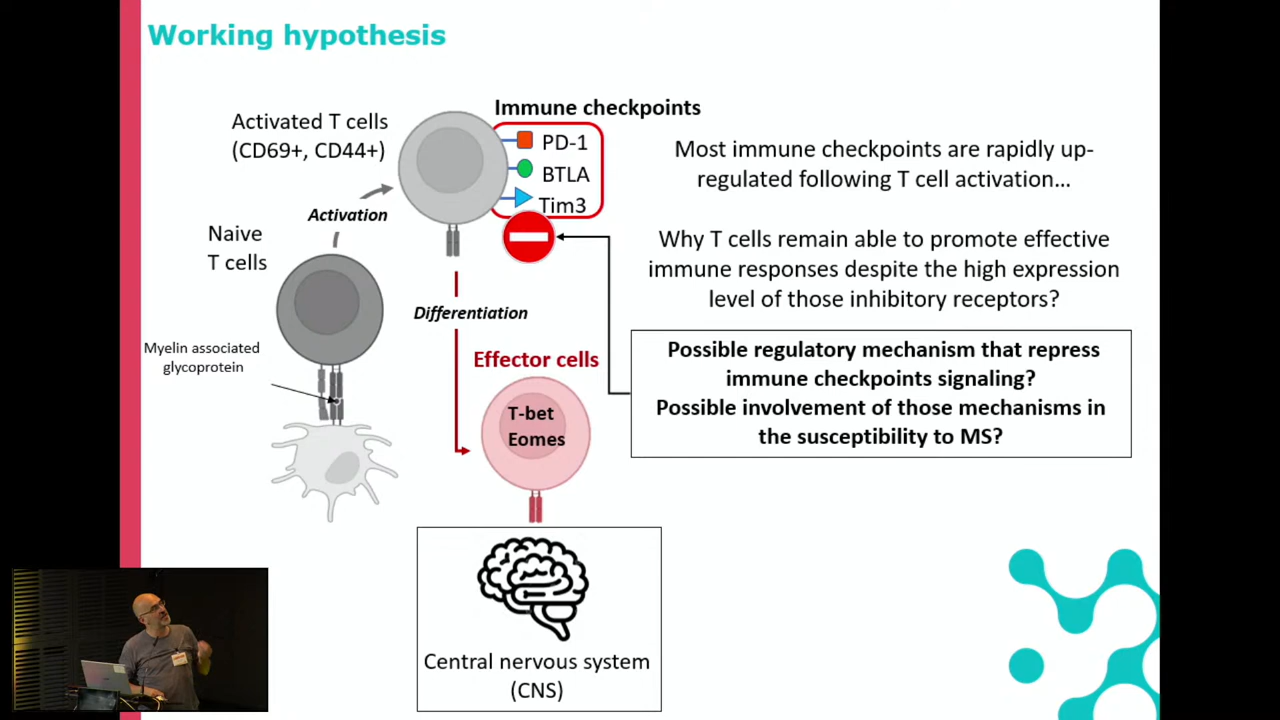 Working hypothesis
Activated T cells
(CD69+, CD44+)
Immune checkpoints
PD-1
BTLA
Tim3
Activation
Naive
T cells
Myelin associated
glycoprotein
Differentiation
Effector cells
T-bet
Eomes
Central nervous system
(CNS)
Most immune checkpoints are rapidly up-
regulated following T cell activation...
Why T cells remain able to promote effective
immune responses despite the high expression
level of those inhibitory receptors?
Possible regulatory mechanism that repress
immune checkpoints signaling?
Possible involvement of those mechanisms in
the susceptibility to MS?